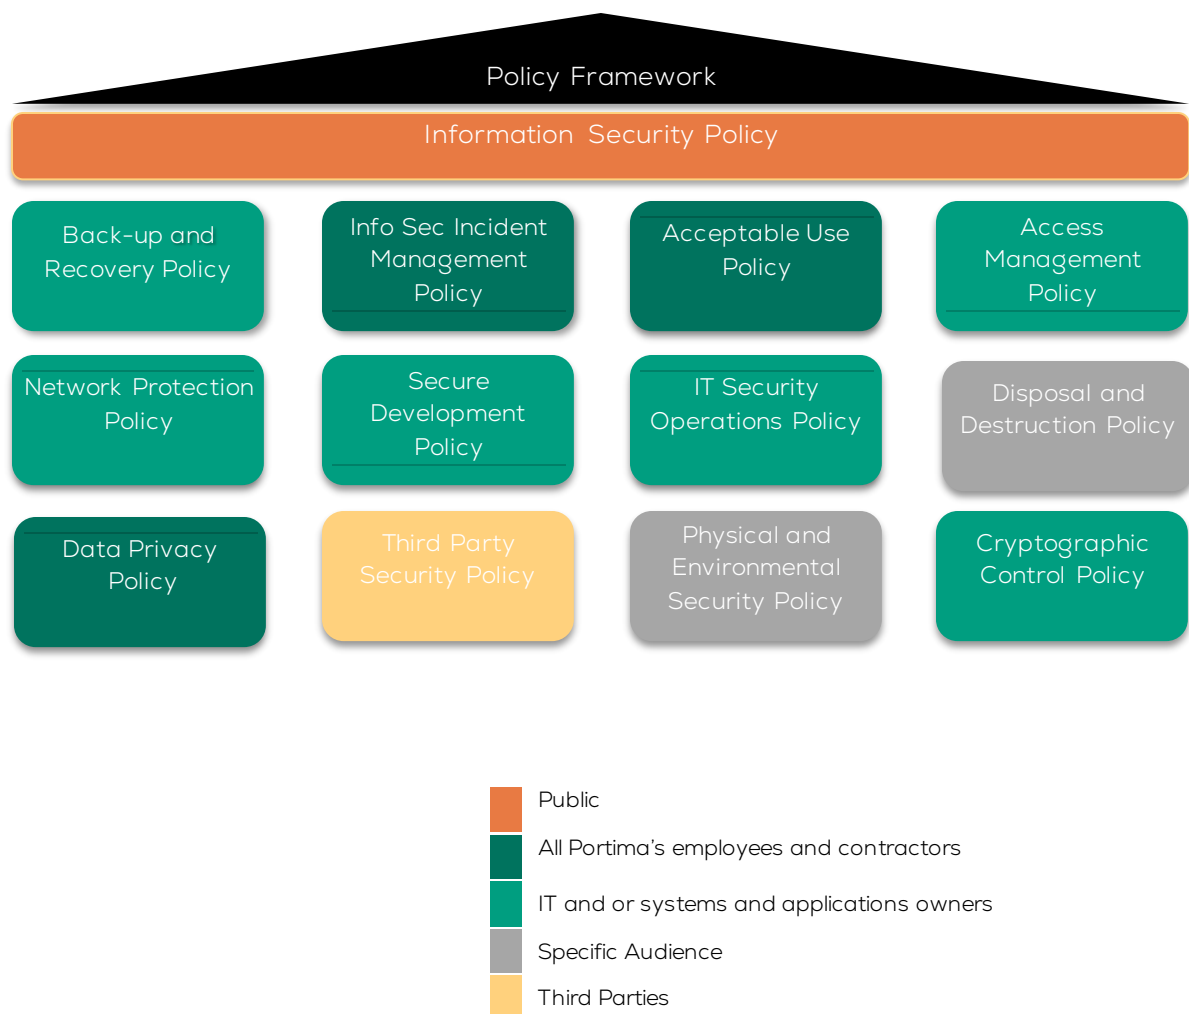 Policy Framework
Information Security Policy
Back-up and
Recovery Policy
Info Sec Incident
Management
Policy
Acceptable Use
Policy
Access
Management
Policy
Network Protection
Policy
Secure
Development
Policy
IT Security
Operations Policy
Disposal and
Destruction Policy
Data Privacy
Policy
Third Party
Security Policy
Physical and
Environmental
Security Policy
Cryptographic
Control Policy
Public
All Portima’s employees and contractors
IT and or systems and applications owners
Specific Audience
Third Parties